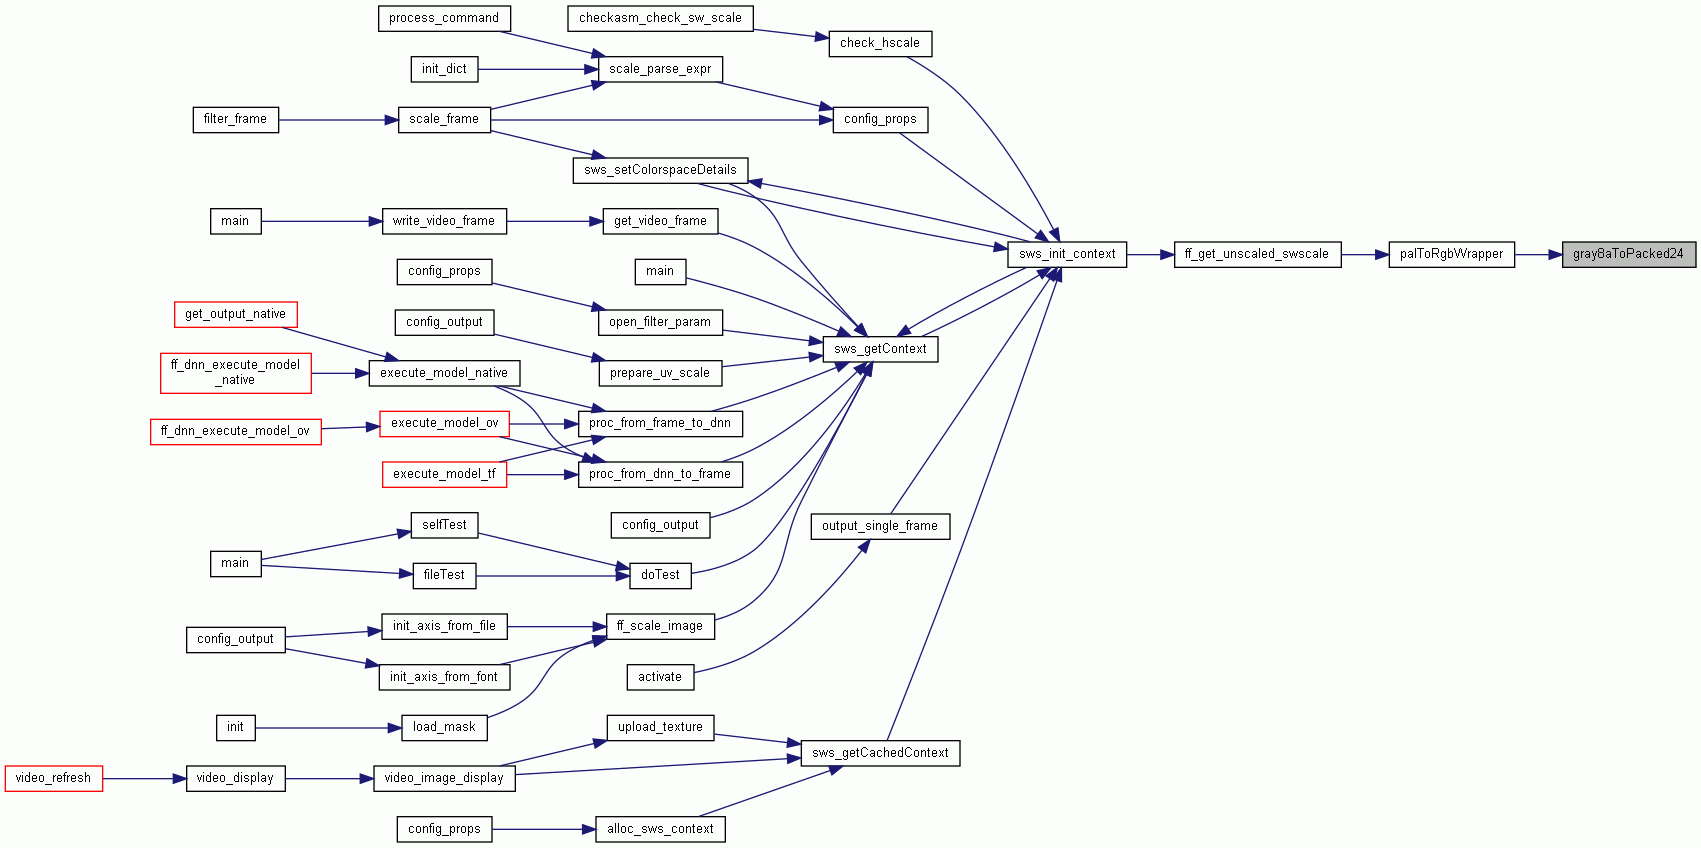 process_command
checkasm_check_sw_scale
check_hscale
init_dict
scale_parse_expr
filter_frame
scale_frame
config_props
sws_setColorspaceDetails
main
write_video_frame
get_video_frame
sws_init_context
ff_get_unscaled_swscale
palToRgbWrapper
gray8aToPacked24
config_props
main
get_output_native
config_output
open_filter_param
sws_getContext
ff_dnn_execute_model
_native
execute_model_native
prepare_uv_scale
ff_dnn_execute_model_ov
execute_model_ov
proc_from_frame_to_dnn
execute_model_tf
proc_from_dnn_to_frame
selfTest
config_output
output_single_frame
main
fileTest
doTest
config_output
init_axis_from_file
ff_scale_image
init_axis_from_font
activate
init
load_mask
upload_texture
sws_getCachedContext
video_refresh
video_display
video_image_display
config_props
alloc_sws_context